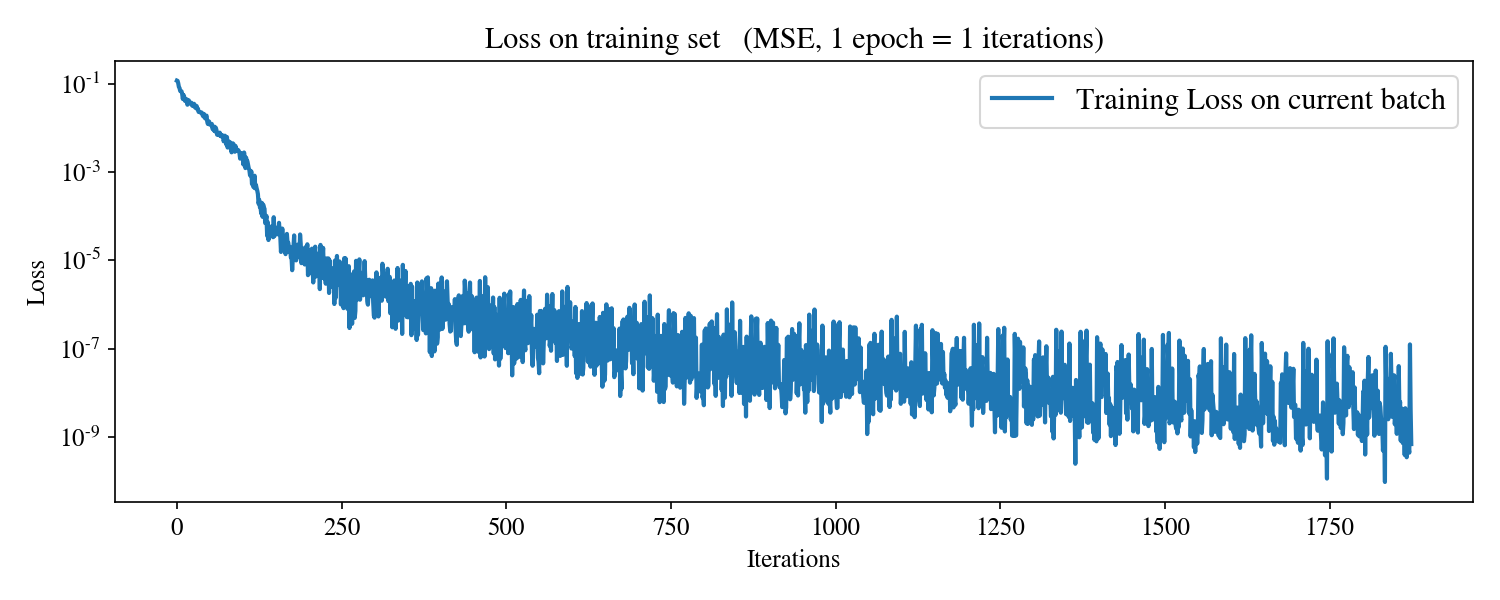 Loss on training set (MSE, 1 epoch = 1 iterations)
Training Loss on current batch
10-1
10-3
10-5
10-7
10-9
Loss
0 250 500 750 1000 1250 1500 1750
Iterations